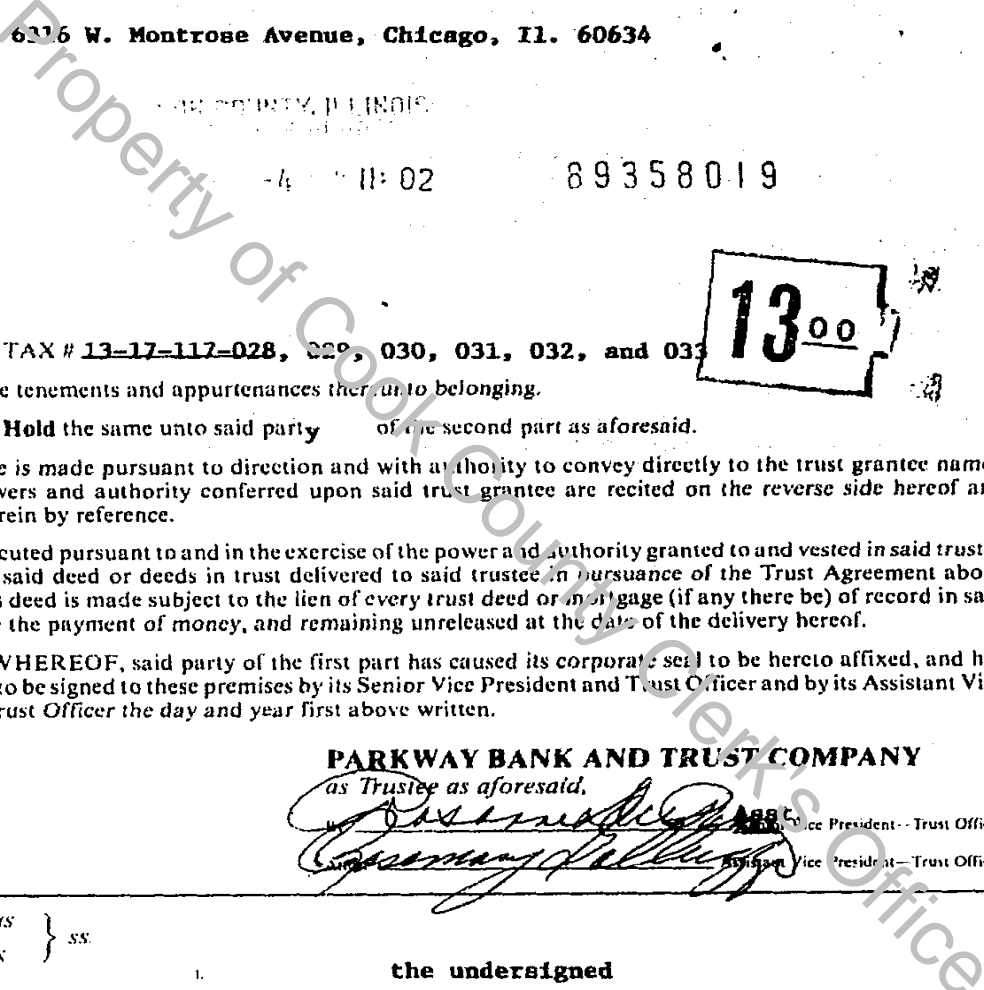 6316 W. Montrose Avenue, Chicago, Il. 60634
COUNTY, ILLINOIS
-4 11: 02 89358019
13 00
TAX # 13-17-117-028, 029, 030, 031, 032, and 033
e tenements and appurtenances thereunto belonging.
Hold the same unto said party of the second part as aforesaid.
e is made pursuant to direction and with authority to convey directly to the trust grantee name
wers and authority conferred upon said trust grantee are recited on the reverse side hereof a
rein by reference.
cuted pursuant to and in the exercise of the power and authority granted to and vested in said trust
said deed or deeds in trust delivered to said trustee in pursuance of the Trust Agreement abo
s deed is made subject to the lien of every trust deed or mortgage (if any there be) of record in sa
e the payment of money, and remaining unreleased at the date of the delivery hereof.
WHEREOF, said party of the first part has caused its corporate seal to be hereto affixed, and h
to be signed to these premises by its Senior Vice President and Trust Officer and by its Assistant Vi
rust Officer the day and year first above written.
PARKWAY BANK AND TRUST COMPANY
as Trustee as aforesaid,
Vice President--Trust Offi
Assistant Vice President—Trust Offi
ss.
I, the undersigned
Property of Cook County Clerk's Office